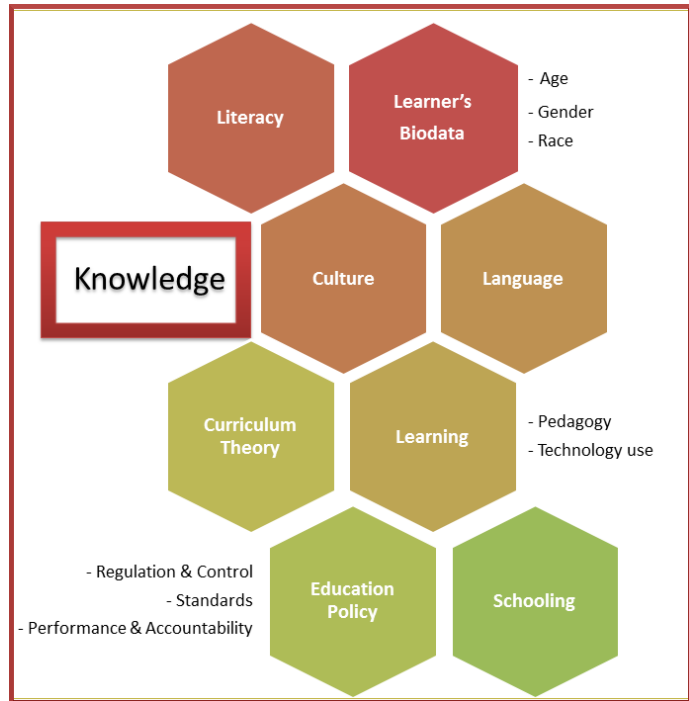 Literacy
Learner's
Biodata
- Age
- Gender
- Race
Knowledge
Culture
Language
Curriculum
Theory
Learning
- Pedagogy
- Technology use
- Regulation & Control
- Standards
- Performance & Accountability
Education
Policy
Schooling